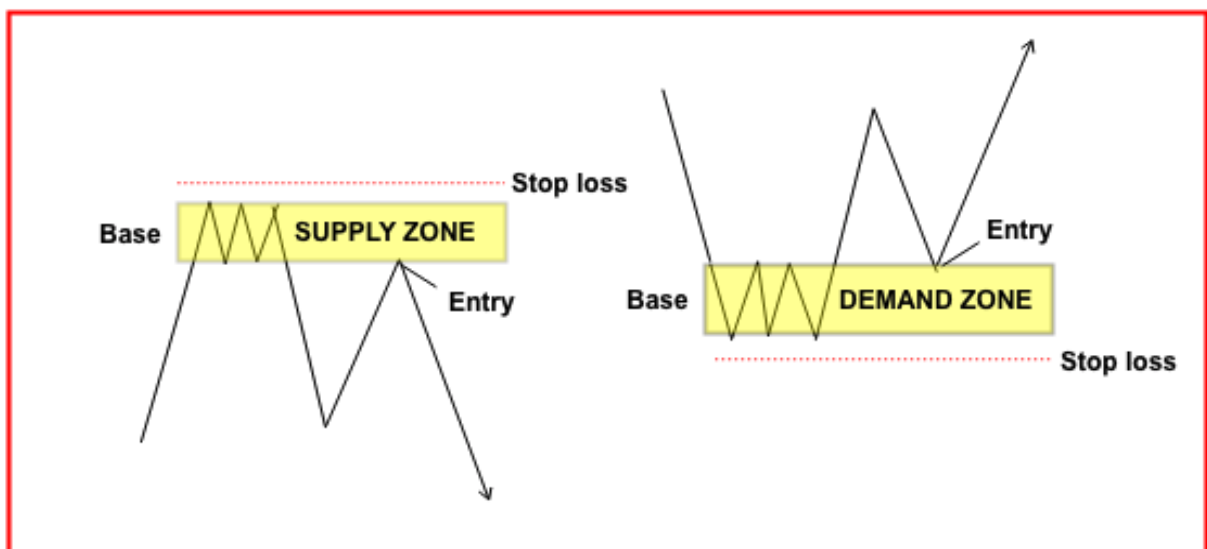 Stop loss
Base
SUPPLY ZONE
Entry
Entry
Base
DEMAND ZONE
Stop loss